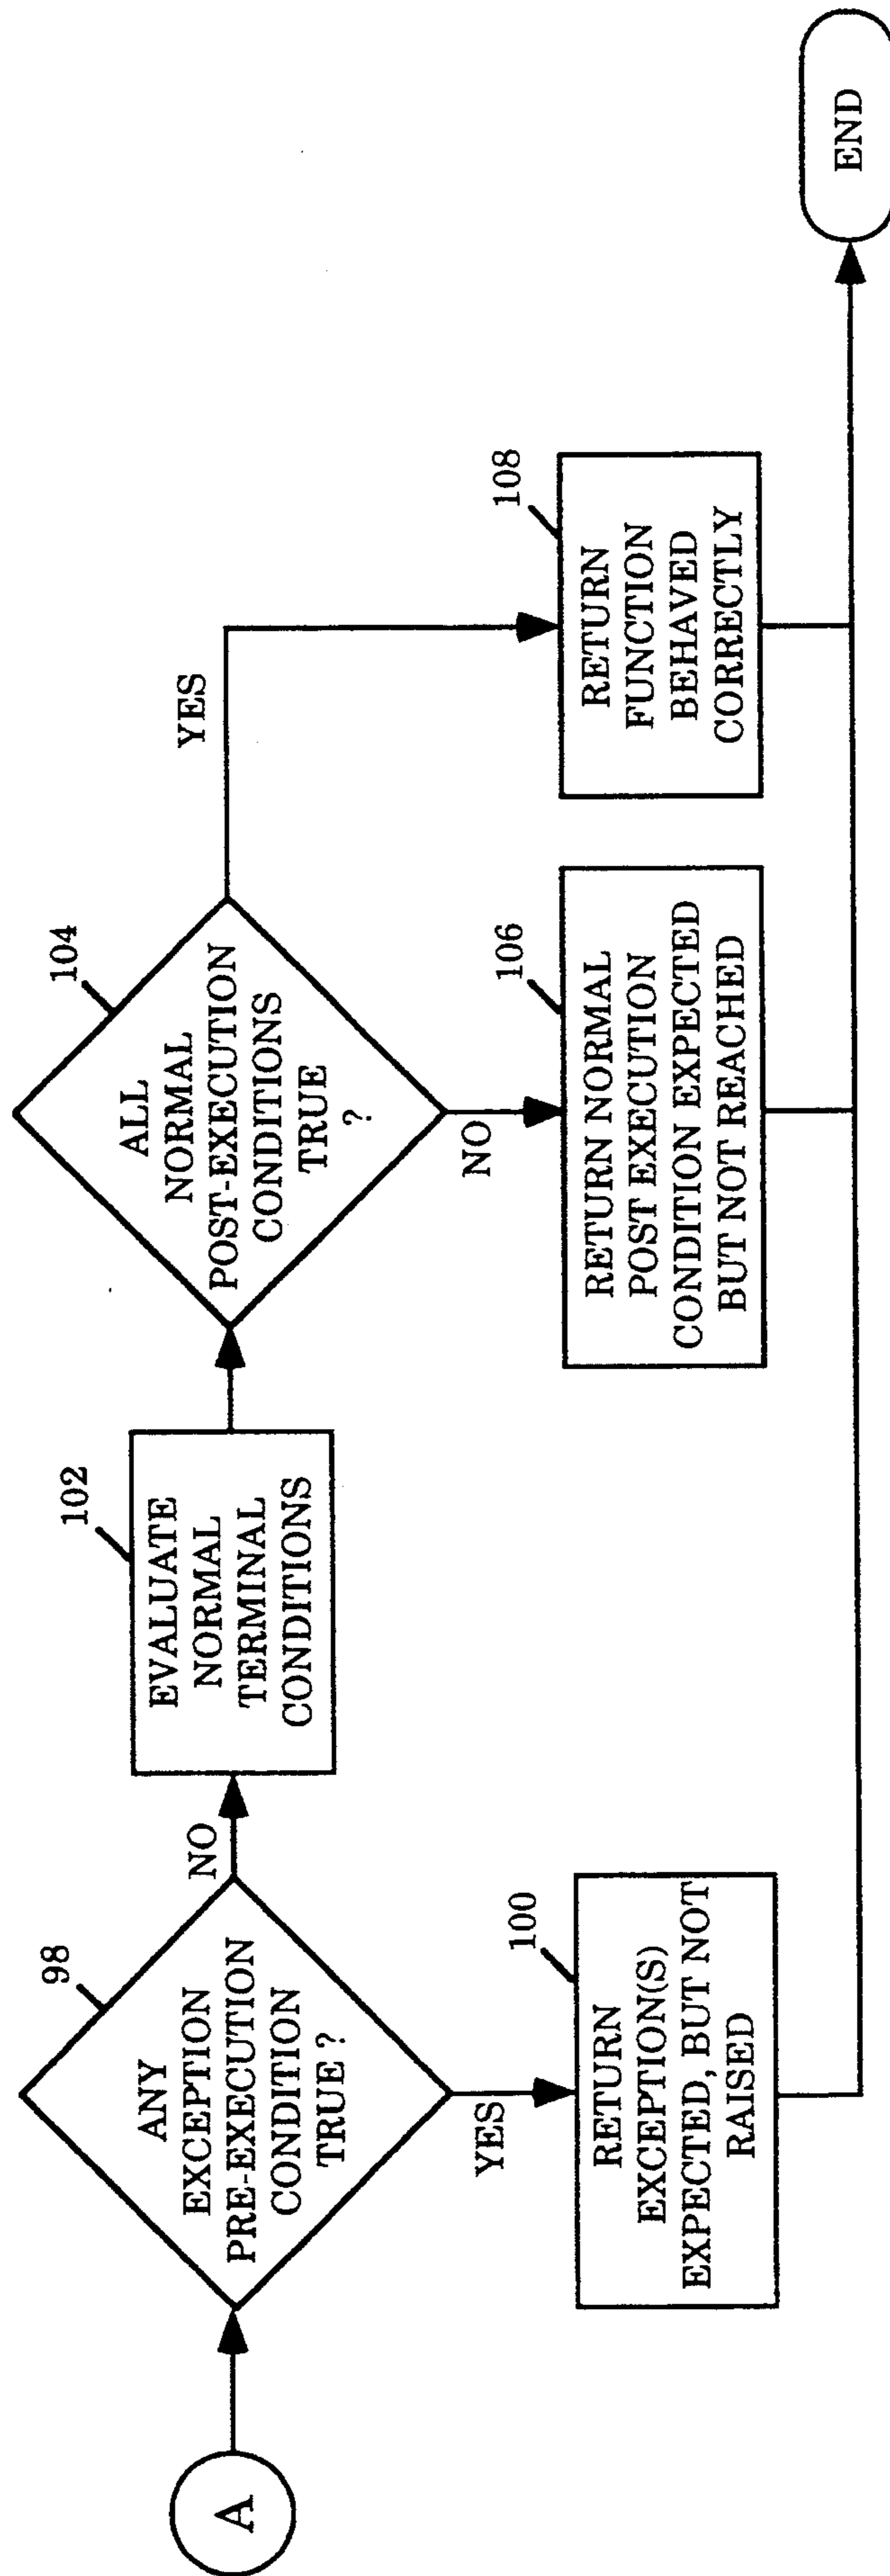 A
98
ANY
EXCEPTION
PRE-EXECUTION
CONDITION
TRUE ?
NO
YES
100
RETURN
EXCEPTION(S)
EXPECTED, BUT NOT
RAISED
102
EVALUATE
NORMAL
TERMINAL
CONDITIONS
104
ALL
NORMAL
POST-EXECUTION
CONDITIONS
TRUE
?
YES
NO
106
RETURN NORMAL
POST EXECUTION
CONDITION EXPECTED
BUT NOT REACHED
108
RETURN
FUNCTION
BEHAVED
CORRECTLY
END